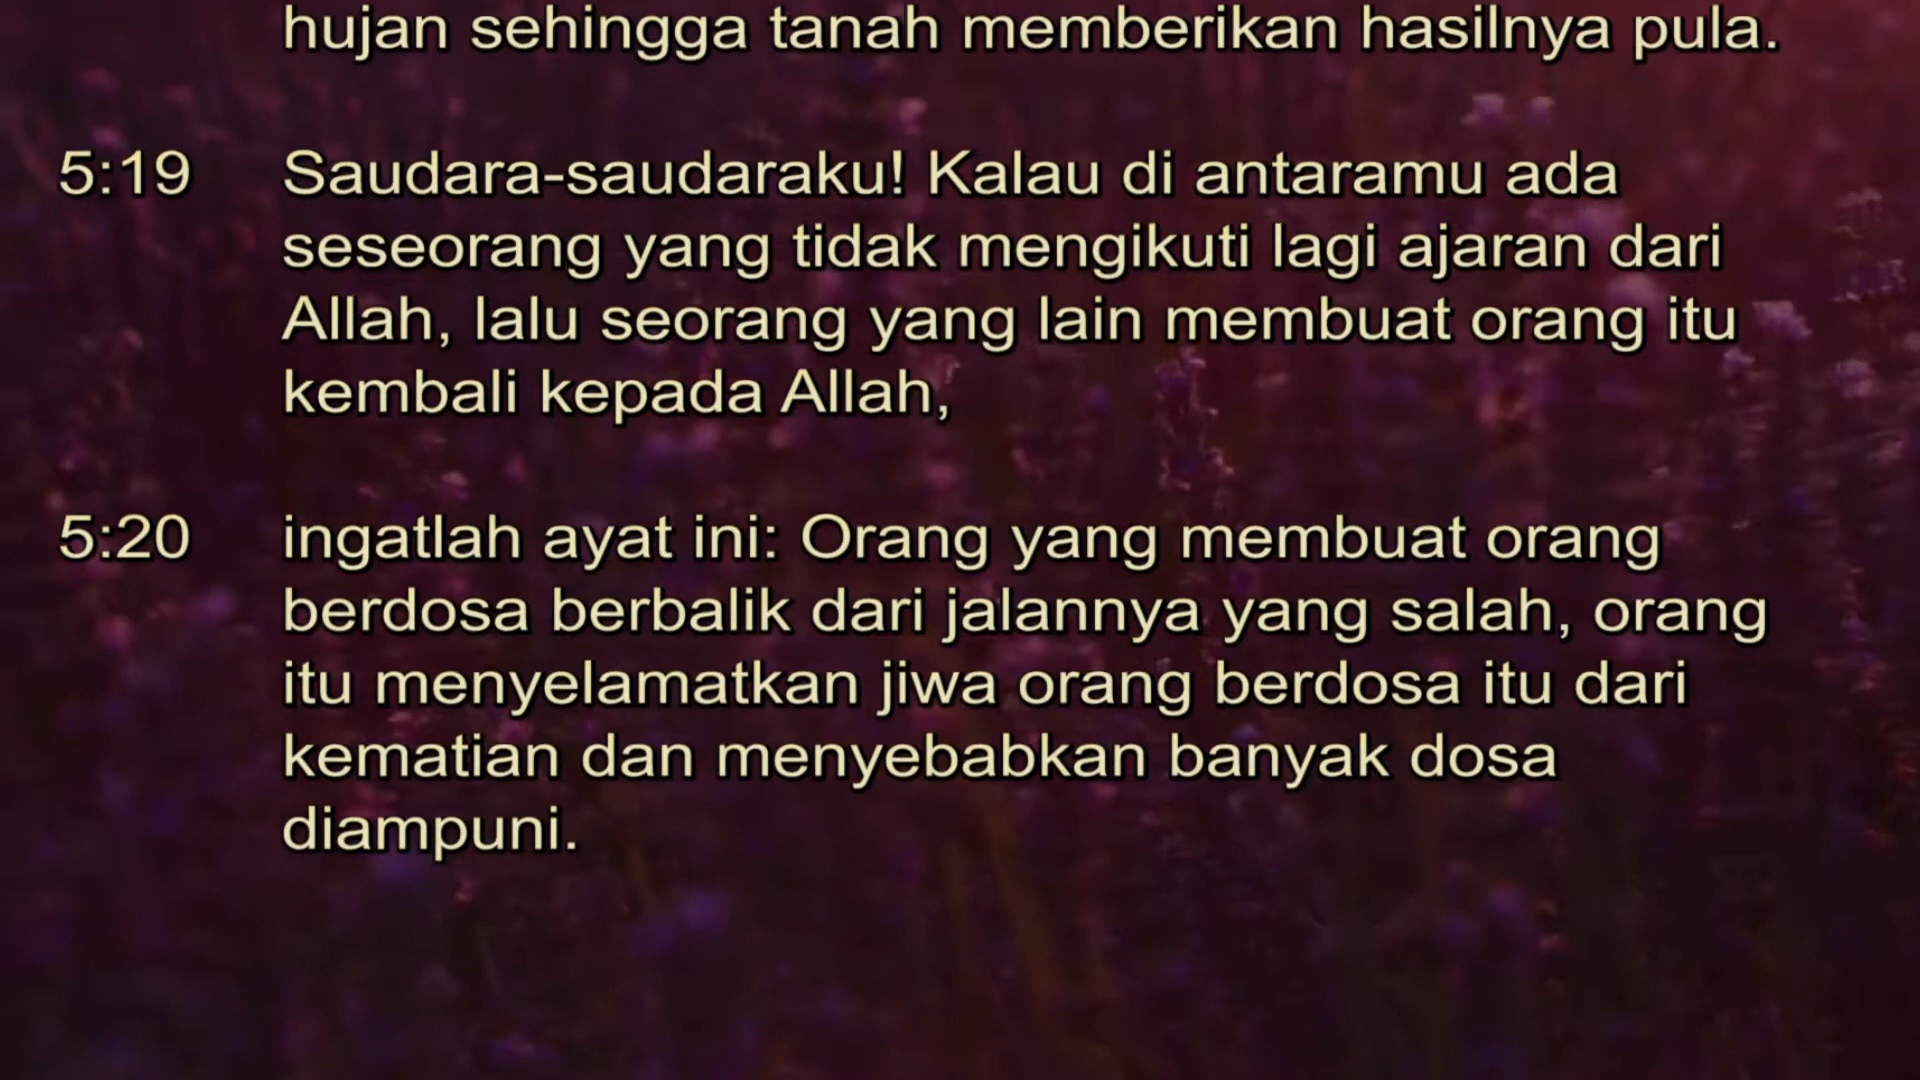 hujan sehingga tanah memberikan hasilnya pula.
5:19 Saudara-saudaraku! Kalau di antaramu ada
seseorang yang tidak mengikuti lagi ajaran dari
Allah, lalu seorang yang lain membuat orang itu
kembali kepada Allah,
5:20 ingatlah ayat ini: Orang yang membuat orang
berdosa berbalik dari jalannya yang salah, orang
itu menyelamatkan jiwa orang berdosa itu dari
kematian dan menyebabkan banyak dosa
diampuni.